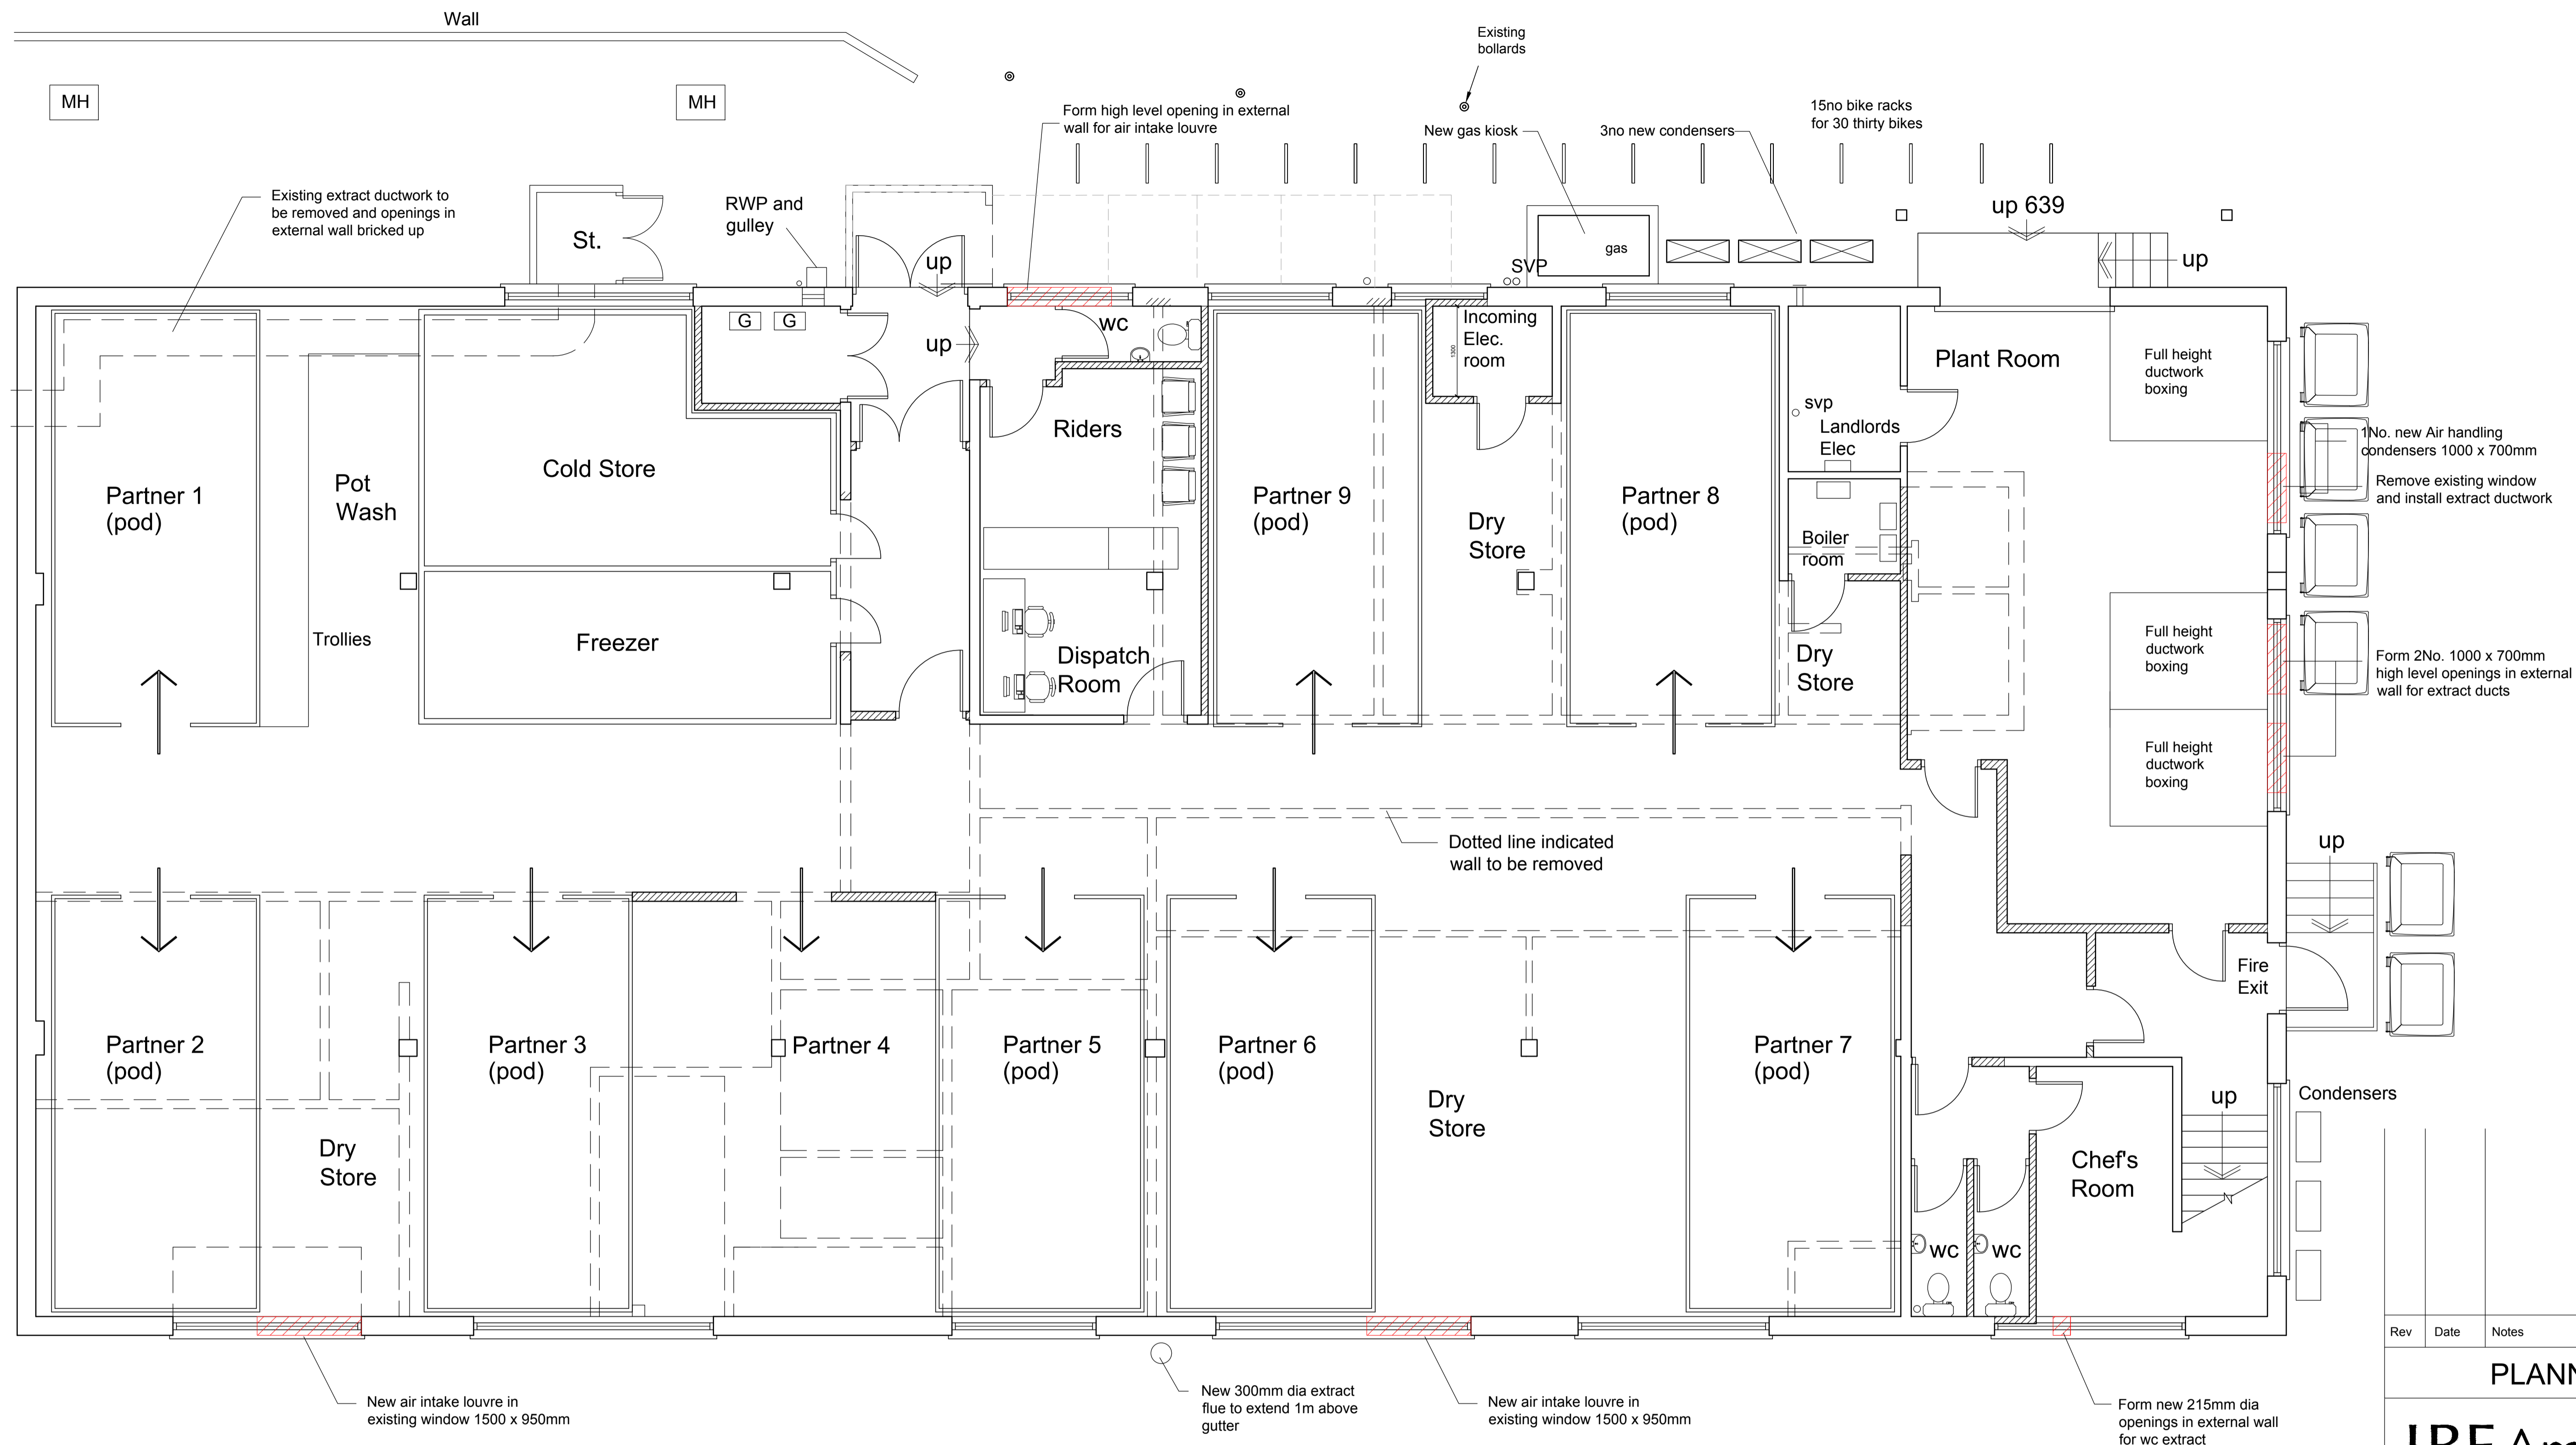 Wall
Existing
bollards
MH
MH
Form high level opening in external
wall for air intake louvre
New gas kiosk
3no new condensers
15no bike racks
for 30 thirty bikes
Existing extract ductwork to
be removed and openings in
external wall bricked up
St.
RWP and
gulley
up
SVP
gas
up 639
up
G
G
up
wc
Incoming
Elec.
room
1300
Plant Room
Full height
ductwork
boxing
svp
Landlords
Elec
Riders
1No. new Air handling
condensers 1000 x 700mm
Remove existing window
and install extract ductwork
Partner 1
(pod)
Pot
Wash
Cold Store
Partner 9
(pod)
Dry
Store
Partner 8
(pod)
Boiler
room
Trollies
Freezer
Dispatch
Room
Dry
Store
Full height
ductwork
boxing
Form 2No. 1000 x 700mm
high level openings in external
wall for extract ducts
Full height
ductwork
boxing
Dotted line indicated
wall to be removed
up
Fire
Exit
Partner 2
(pod)
Partner 3
(pod)
Partner 4
Partner 5
(pod)
Partner 6
(pod)
Partner 7
(pod)
Dry
Store
Dry
Store
up
Condensers
Chef's
Room
wc
wc
New air intake louvre in
existing window 1500 x 950mm
New 300mm dia extract
flue to extend 1m above
gutter
New air intake louvre in
existing window 1500 x 950mm
Form new 215mm dia
openings in external wall
for wc extract
Rev Date Notes
PLANN